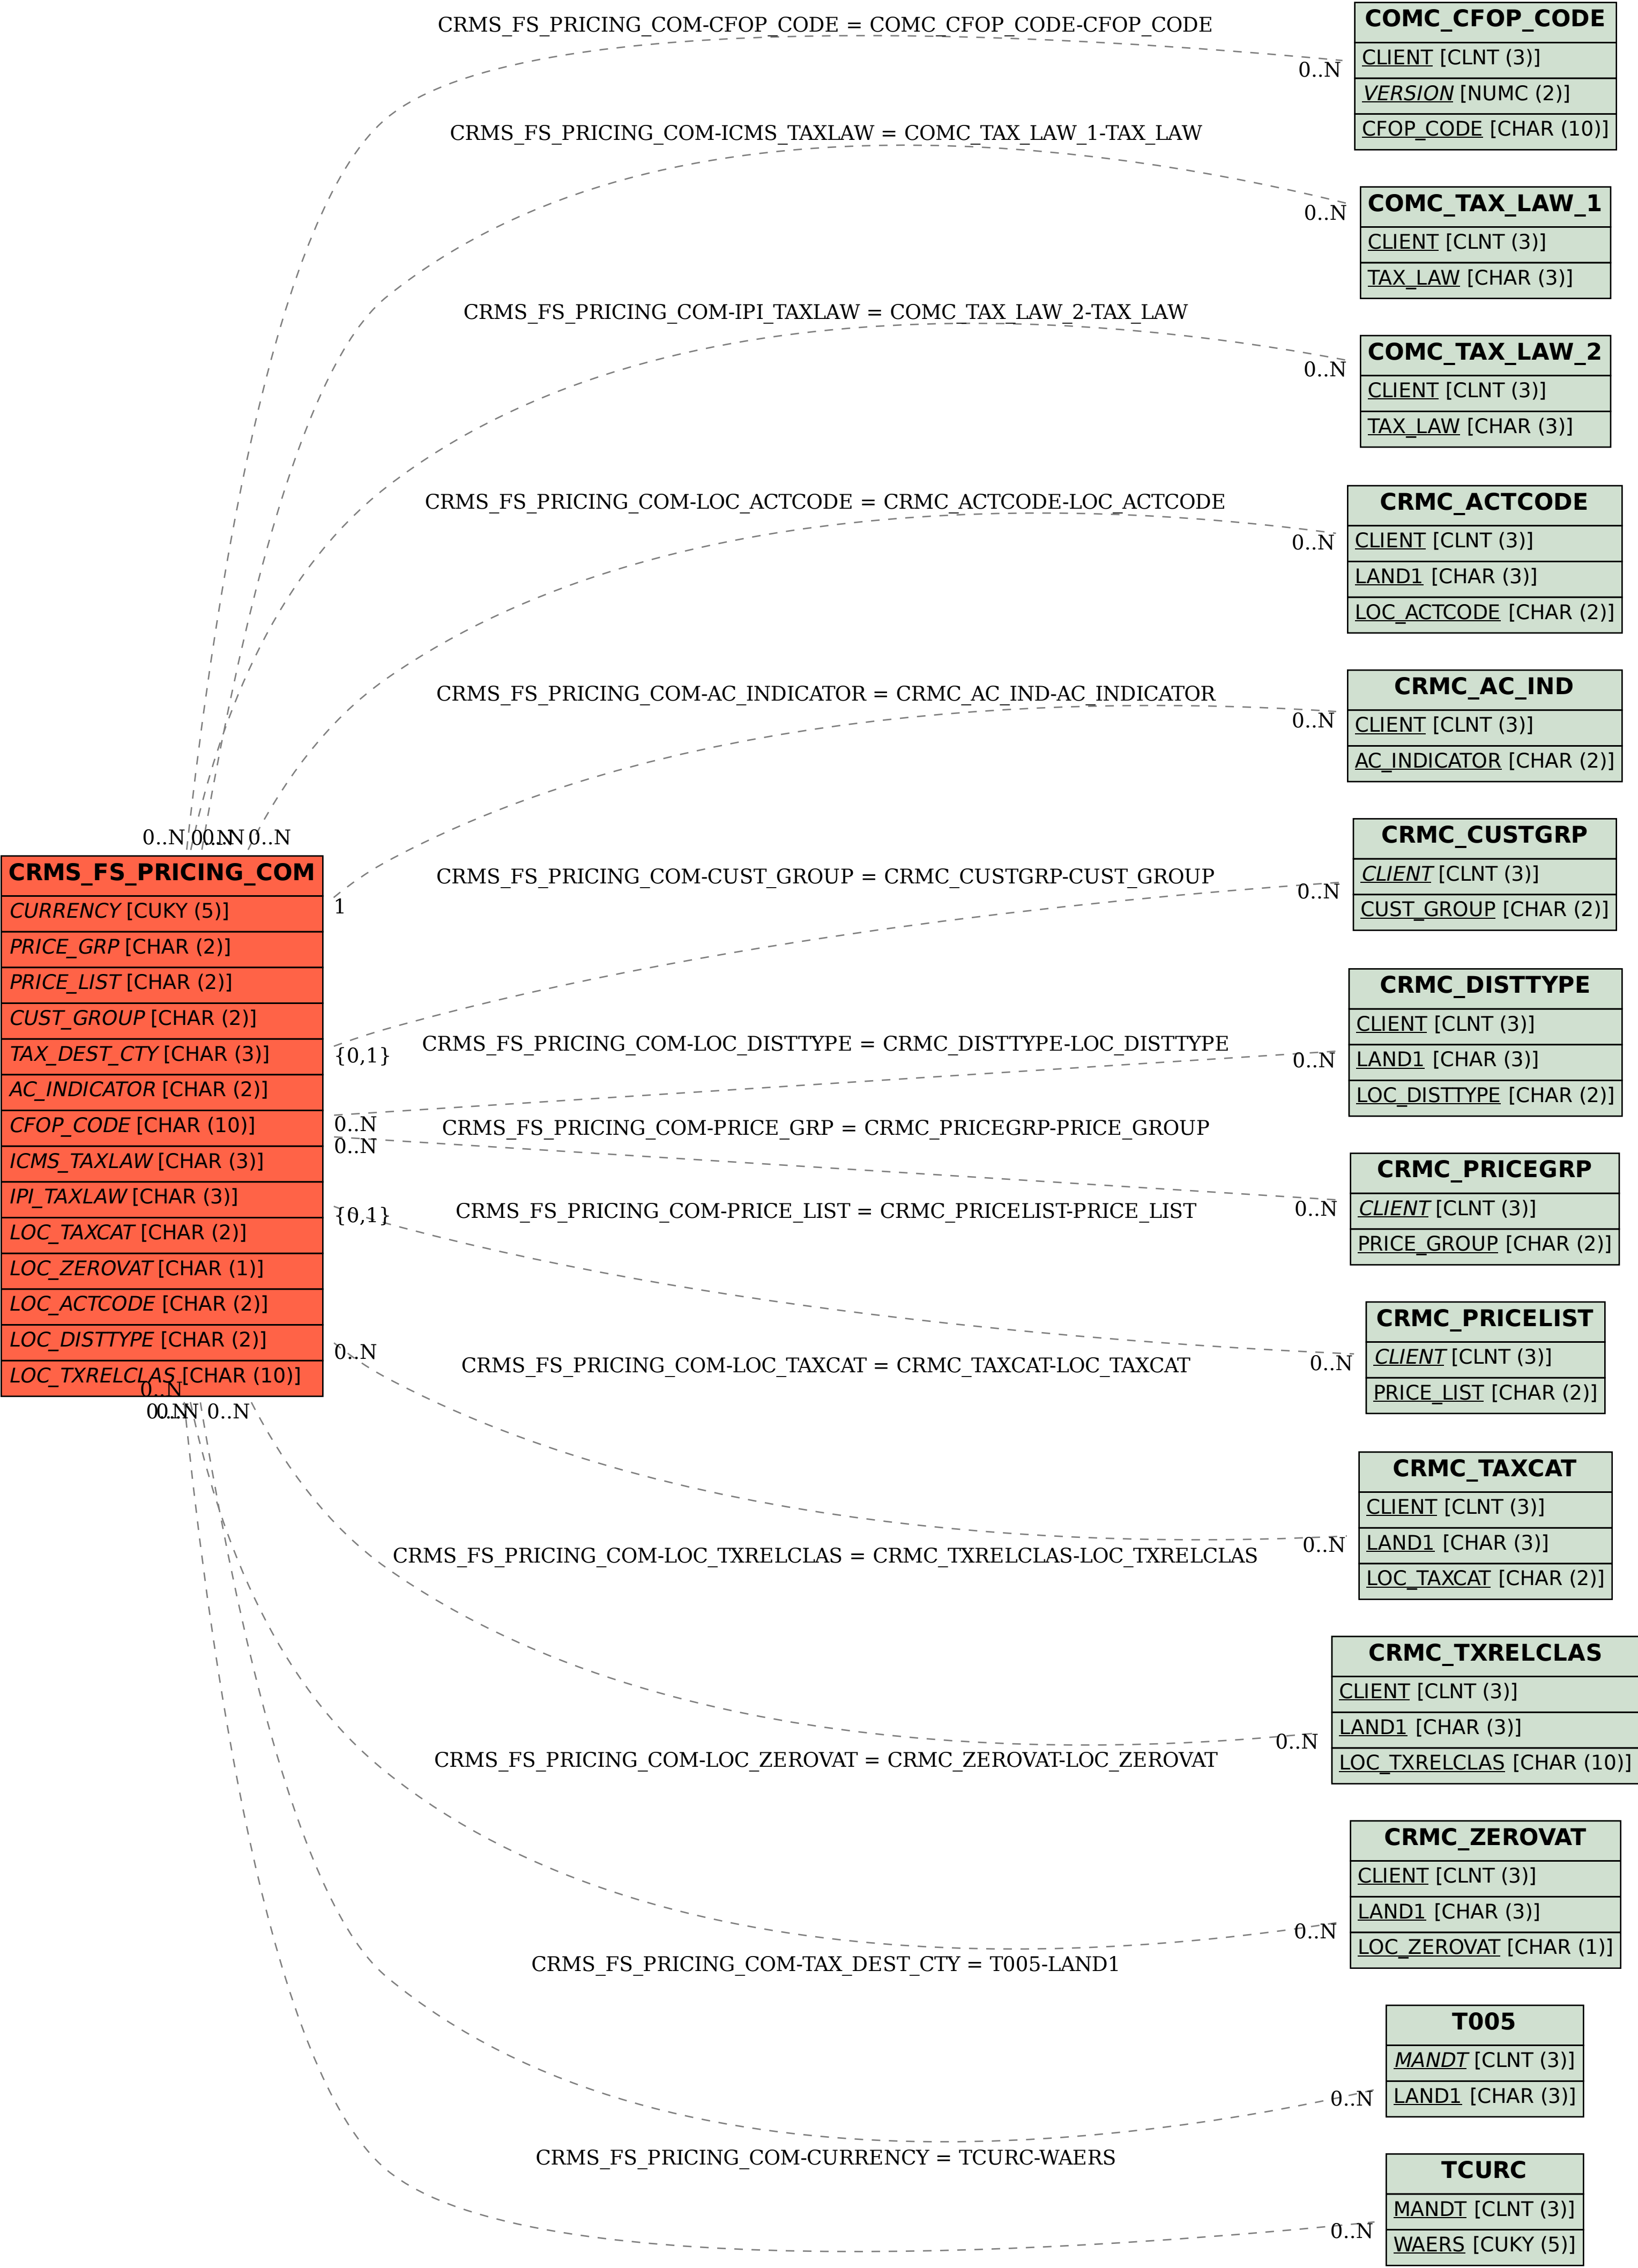 CRMS_FS_PRICING_COM-CFOP_CODE = COMC_CFOP_CODE-CFOP_CODE
0..N
COMC_CFOP_CODE
CLIENT [CLNT (3)]
VERSION [NUMC (2)]
CFOP_CODE [CHAR (10)]
CRMS_FS_PRICING_COM-ICMS_TAXLAW = COMC_TAX_LAW_1-TAX_LAW
0..N
COMC_TAX_LAW_1
CLIENT [CLNT (3)]
TAX_LAW [CHAR (3)]
CRMS_FS_PRICING_COM-IPI_TAXLAW = COMC_TAX_LAW_2-TAX_LAW
0..N
COMC_TAX_LAW_2
CLIENT [CLNT (3)]
TAX_LAW [CHAR (3)]
CRMS_FS_PRICING_COM-LOC_ACTCODE = CRMC_ACTCODE-LOC_ACTCODE
0..N
CRMC_ACTCODE
CLIENT [CLNT (3)]
LAND1 [CHAR (3)]
LOC_ACTCODE [CHAR (2)]
CRMS_FS_PRICING_COM-AC_INDICATOR = CRMC_AC_IND-AC_INDICATOR
0..N
CRMC_AC_IND
CLIENT [CLNT (3)]
AC_INDICATOR [CHAR (2)]
0..N 0..N 0..N 0..N
CRMS_FS_PRICING_COM
CURRENCY [CUKY (5)]
PRICE_GRP [CHAR (2)]
PRICE_LIST [CHAR (2)]
CUST_GROUP [CHAR (2)]
TAX_DEST_CTY [CHAR (3)]
AC_INDICATOR [CHAR (2)]
CFOP_CODE [CHAR (10)]
ICMS_TAXLAW [CHAR (3)]
IPI_TAXLAW [CHAR (3)]
LOC_TAXCAT [CHAR (2)]
LOC_ZEROVAT [CHAR (1)]
LOC_ACTCODE [CHAR (2)]
LOC_DISTTYPE [CHAR (2)]
LOC_TXRELCLAS [CHAR (10)]
0..N
0..N 0..N 0..N
1
CRMS_FS_PRICING_COM-CUST_GROUP = CRMC_CUSTGRP-CUST_GROUP
0..N
CRMC_CUSTGRP
CLIENT [CLNT (3)]
CUST_GROUP [CHAR (2)]
{0,1}
CRMS_FS_PRICING_COM-LOC_DISTTYPE = CRMC_DISTTYPE-LOC_DISTTYPE
0..N
CRMC_DISTTYPE
CLIENT [CLNT (3)]
LAND1 [CHAR (3)]
LOC_DISTTYPE [CHAR (2)]
0..N
0..N
CRMS_FS_PRICING_COM-PRICE_GRP = CRMC_PRICEGRP-PRICE_GROUP
0..N
CRMC_PRICEGRP
CLIENT [CLNT (3)]
PRICE_GROUP [CHAR (2)]
{0,1}
CRMS_FS_PRICING_COM-PRICE_LIST = CRMC_PRICELIST-PRICE_LIST
0..N
CRMC_PRICELIST
CLIENT [CLNT (3)]
PRICE_LIST [CHAR (2)]
0..N
CRMS_FS_PRICING_COM-LOC_TAXCAT = CRMC_TAXCAT-LOC_TAXCAT
0..N
CRMC_TAXCAT
CLIENT [CLNT (3)]
LAND1 [CHAR (3)]
LOC_TAXCAT [CHAR (2)]
CRMS_FS_PRICING_COM-LOC_TXRELCLAS = CRMC_TXRELCLAS-LOC_TXRELCLAS
0..N
CRMC_TXRELCLAS
CLIENT [CLNT (3)]
LAND1 [CHAR (3)]
LOC_TXRELCLAS [CHAR (10)]
CRMS_FS_PRICING_COM-LOC_ZEROVAT = CRMC_ZEROVAT-LOC_ZEROVAT
0..N
CRMC_ZEROVAT
CLIENT [CLNT (3)]
LAND1 [CHAR (3)]
LOC_ZEROVAT [CHAR (1)]
CRMS_FS_PRICING_COM-TAX_DEST_CTY = T005-LAND1
0..N
T005
MANDT [CLNT (3)]
LAND1 [CHAR (3)]
CRMS_FS_PRICING_COM-CURRENCY = TCURC-WAERS
0..N
TCURC
MANDT [CLNT (3)]
WAERS [CUKY (5)]